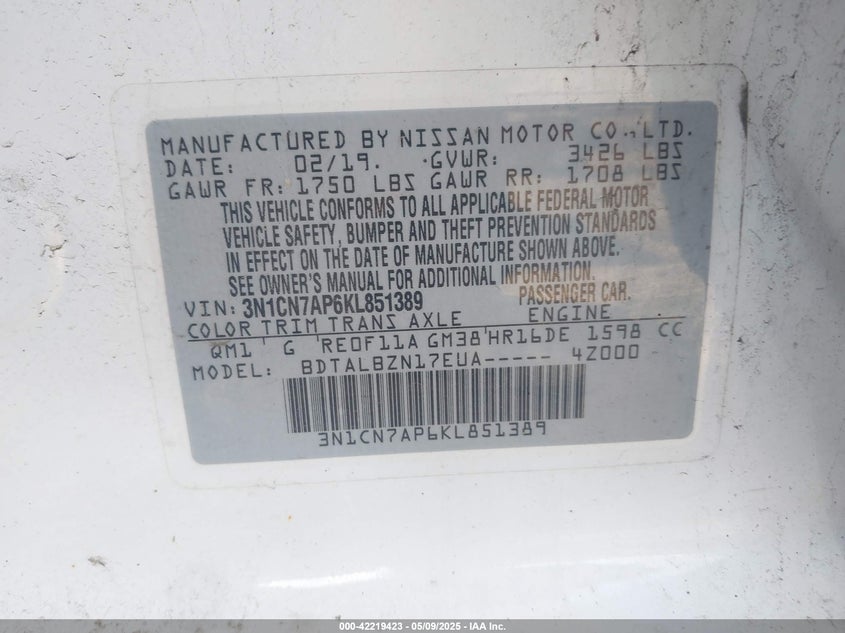 MANUFACTURED BY NISSAN MOTOR CO., LTD.
DATE: 02/19. GVWR: 3426 LBS
GAWR FR: 1750 LBS GAWR RR: 1708 LBS
THIS VEHICLE CONFORMS TO ALL APPLICABLE FEDERAL MOTOR
VEHICLE SAFETY, BUMPER AND THEFT PREVENTION STANDARDS
IN EFFECT ON THE DATE OF MANUFACTURE SHOWN ABOVE.
SEE OWNER'S MANUAL FOR ADDITIONAL INFORMATION.
VIN: 3N1CN7AP6KL851389 PASSENGER CAR.
COLOR TRIM TRANS AXLE ENGINE
QM1 G RE0F11A GM38 HR16DE 1598 CC
MODEL: BDTALBZN17EUA----- 4Z000 -
3N1CN7AP6KL851389
000-42219423 - 05/09/2025 - IAA Inc.